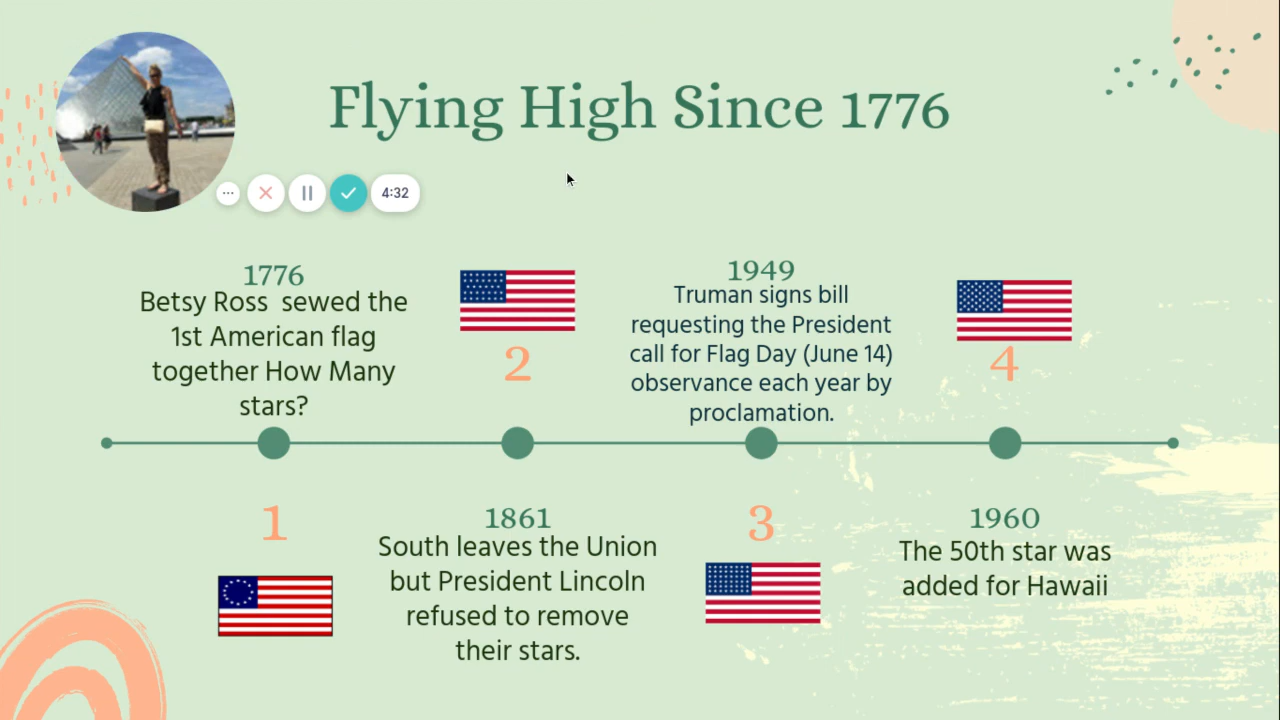 Flying High Since 1776
4:32
1776
Betsy Ross  sewed the
1st American flag
together How Many
stars?
1
2
1861
South leaves the Union
but President Lincoln
refused to remove
their stars.
1949
Truman signs bill
requesting the President
call for Flag Day (June 14)
observance each year by
proclamation.
3
4
1960
The 50th star was
added for Hawaii